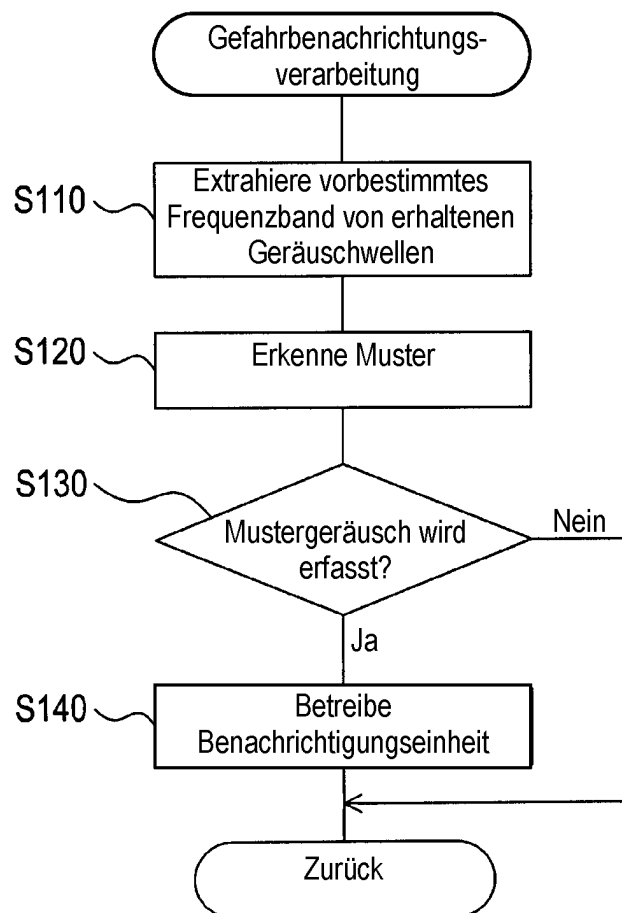 Gefahrbenachrichtungs-
verarbeitung
S110
Extrahiere vorbestimmtes
Frequenzband von erhaltenen
Geräuschwellen
S120
Erkenne Muster
S130
Mustergeräusch wird
erfasst?
Nein
Ja
S140
Betreibe
Benachrichtigungseinheit
Zurück